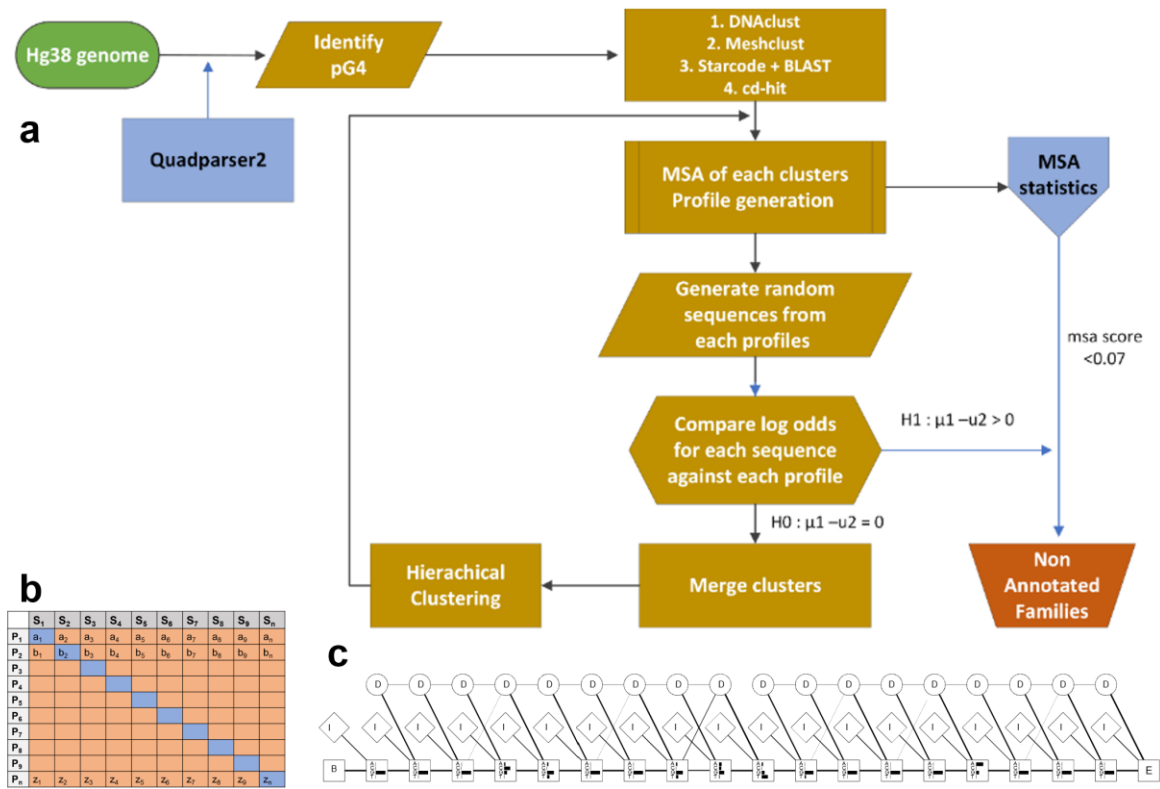 Hg38 genome
Identify
pG4
1. DNAclust
2. Meshclust
3. Starcode + BLAST
4. cd-hit
a
Quadparser2
MSA of each clusters
Profile generation
MSA
statistics
Generate random
sequences from
each profiles
msa score
<0.07
Compare log odds
for each sequence
against each profile
H1 : μ1 –u2 > 0
H0 : μ1 –u2 = 0
Hierachical
Clustering
Merge clusters
Non
Annotated
Families
b
S1 S2 S3 S4 S5 S6 S7 S8 S9 Sn
P1 a1 a2 a3 a4 a5 a6 a7 a8 a9 an
P2 b1 b2 b3 b4 b5 b6 b7 b8 b9 bn
P3
P4
P5
P6
P7
P8
P9
Pn z1 z2 z3 z4 z5 z6 z7 z8 z9 zn
c
D D D D D D D D D D D D D D D D D
I I I I I I I I I I I I I I I I I I
B E